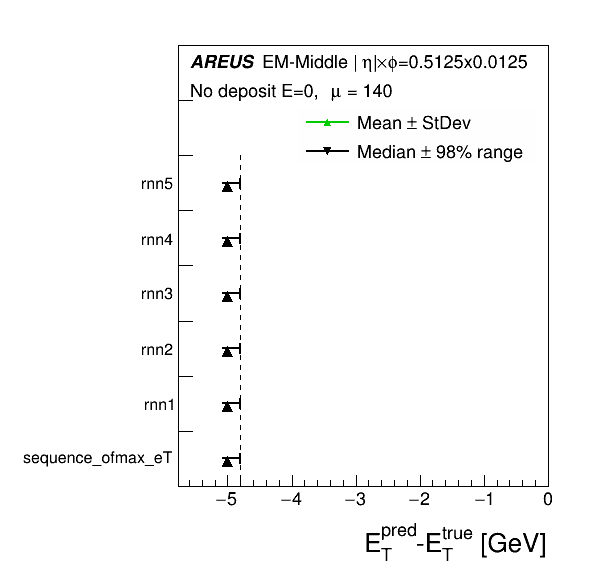 AREUS EM-Middle |η|×ϕ=0.5125x0.0125
No deposit E=0, μ = 140
Mean ± StDev
Median ± 98% range
rnn5
rnn4
rnn3
rnn2
rnn1
sequence_ofmax_eT
−5 −4 −3 −2 −1 0
E_T^pred-E_T^true [GeV]